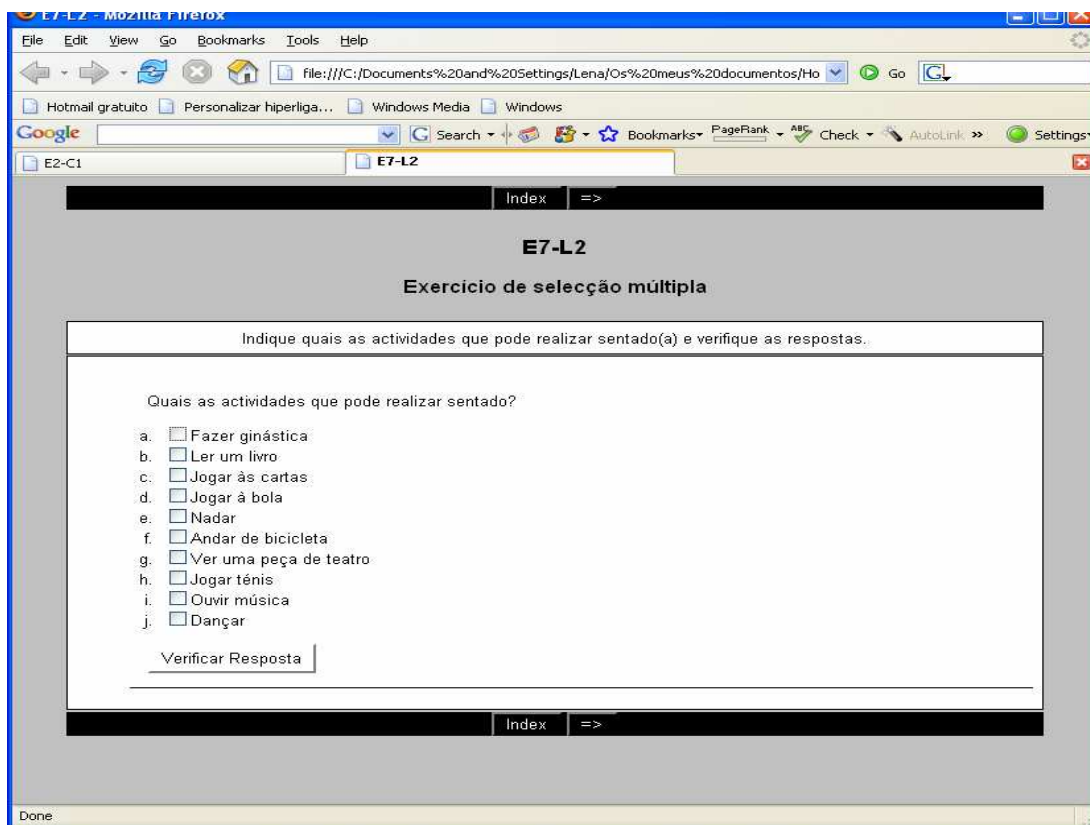 E7-L2 - Mozilla Firefox
File Edit View Go Bookmarks Tools Help
file:///C:/Documents%20and%20Settings/Lena/Os%20meus%20documentos/Ho Go G
Hotmail gratuito Personalizar hiperliga... Windows Media Windows
Google G Search Bookmarks PageRank ABC Check AutoLink » Settings
E2-C1 E7-L2
Index =>
E7-L2
Exercício de selecção múltipla
Indique quais as actividades que pode realizar sentado(a) e verifique as respostas.
Quais as actividades que pode realizar sentado?
a. Fazer ginástica
b. Ler um livro
c. Jogar às cartas
d. Jogar à bola
e. Nadar
f. Andar de bicicleta
g. Ver uma peça de teatro
h. Jogar ténis
i. Ouvir música
j. Dançar
Verificar Resposta
Index =>
Done